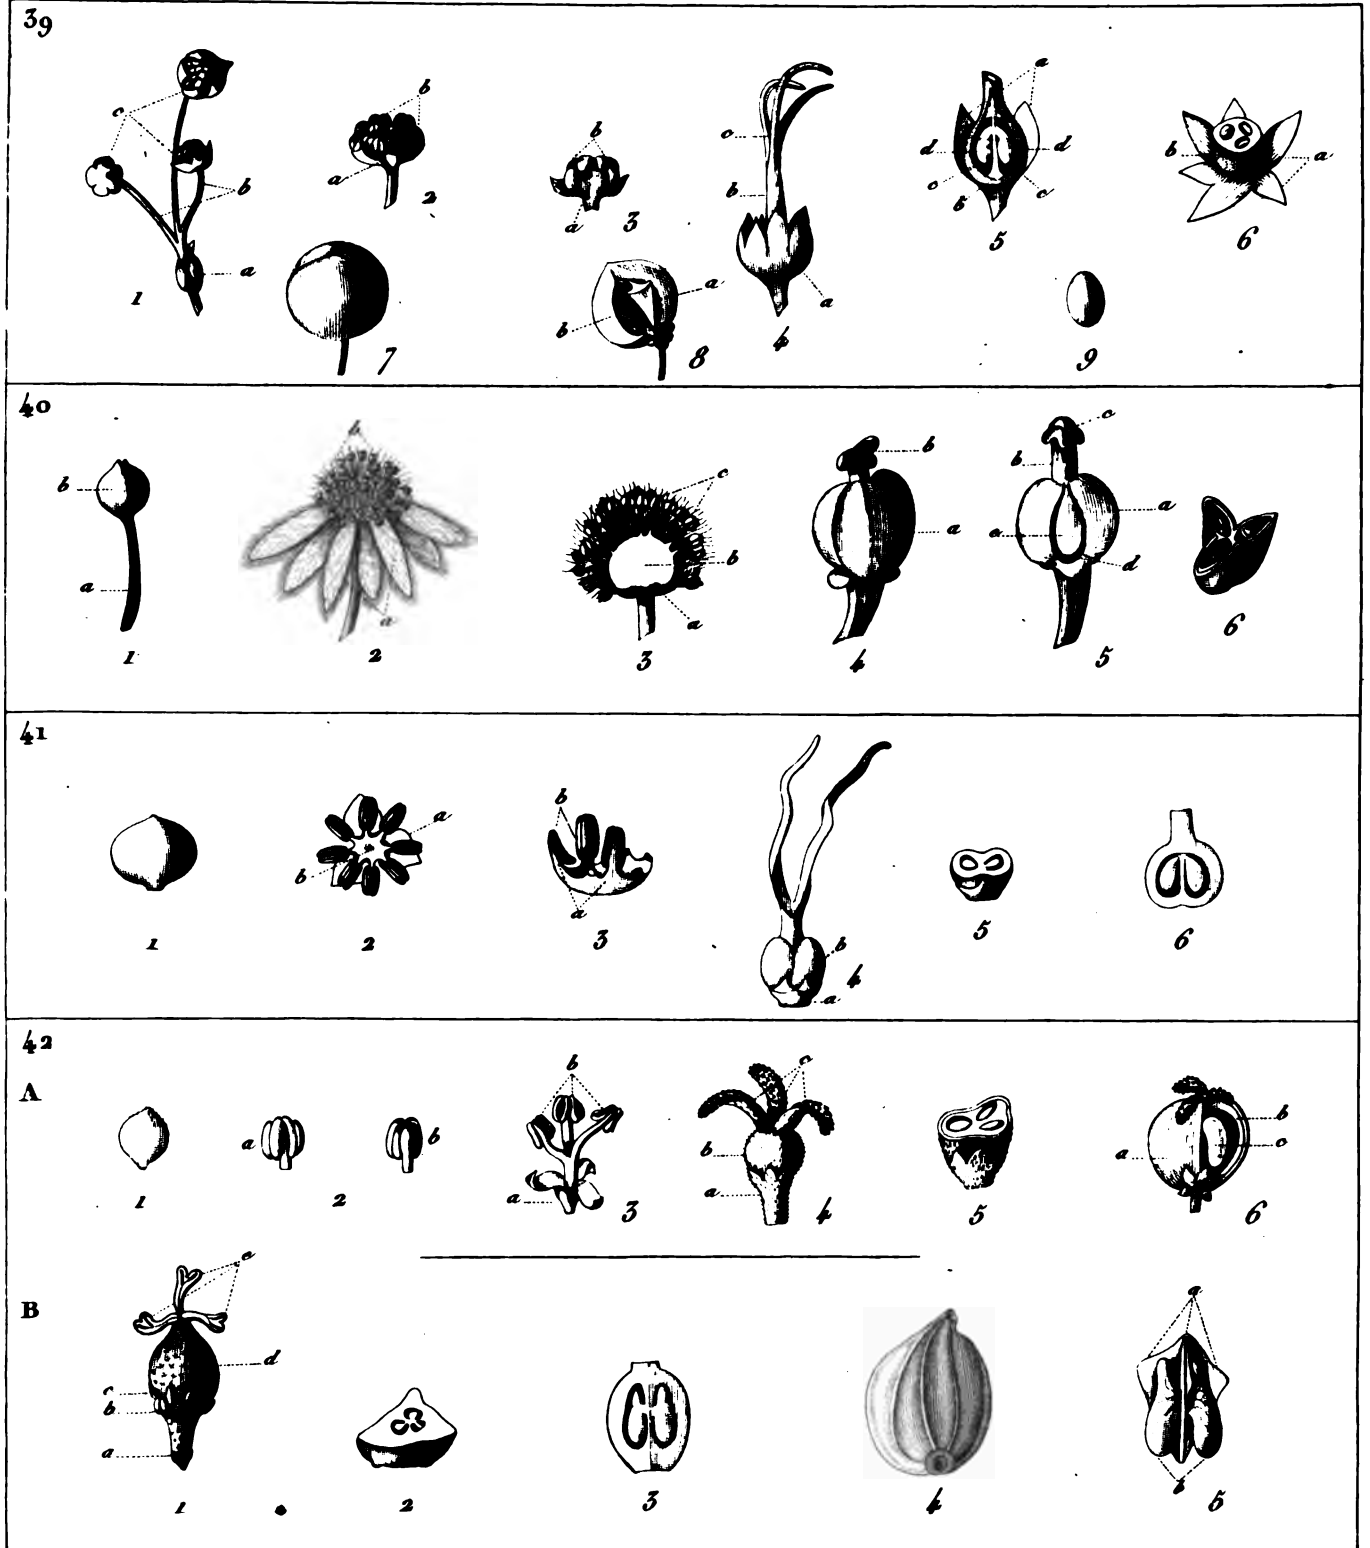 39
c b a 1
b a 2
b a 3
c b a 4
a d d c c b 5
b a 6
7
a b 8
9
40
b a 1
b a 2
c b a 3
b a 4
c b a a d 5
6
41
1
a b 2
b a 3
b a 4
5
6
42
A
1
a b 2
b a 3
c b a 4
5
a b c 6
B
e d c b a 1
2
3
4
a b 5